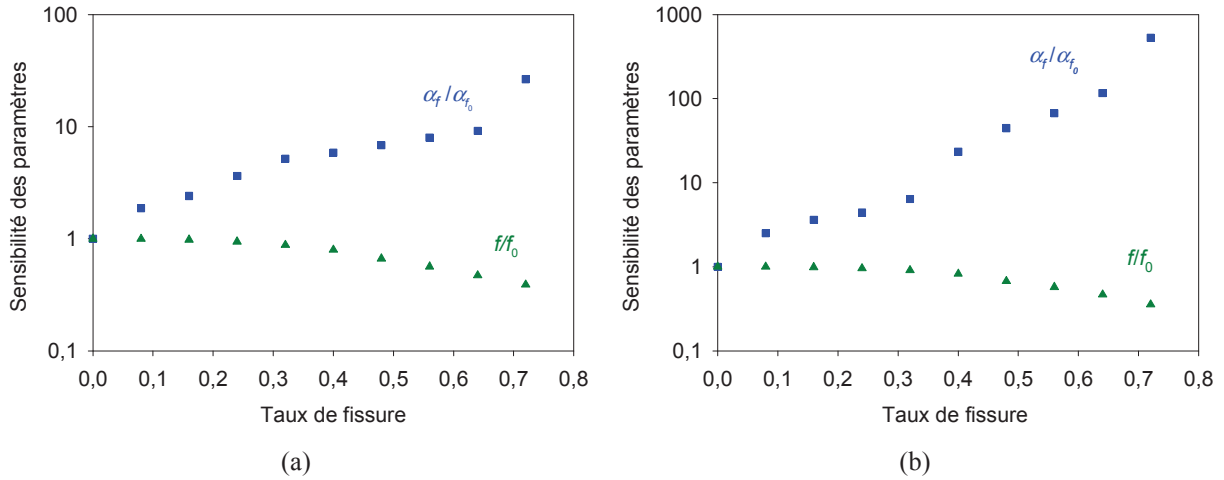 100
10
1
0,1
0,0 0,1 0,2 0,3 0,4 0,5 0,6 0,7 0,8
Sensibilité des paramètres
Taux de fissure
αf / αf0
f/f0
(a)
1000
100
10
1
0,1
0,0 0,1 0,2 0,3 0,4 0,5 0,6 0,7 0,8
Sensibilité des paramètres
Taux de fissure
αf / αf0
f/f0
(b)